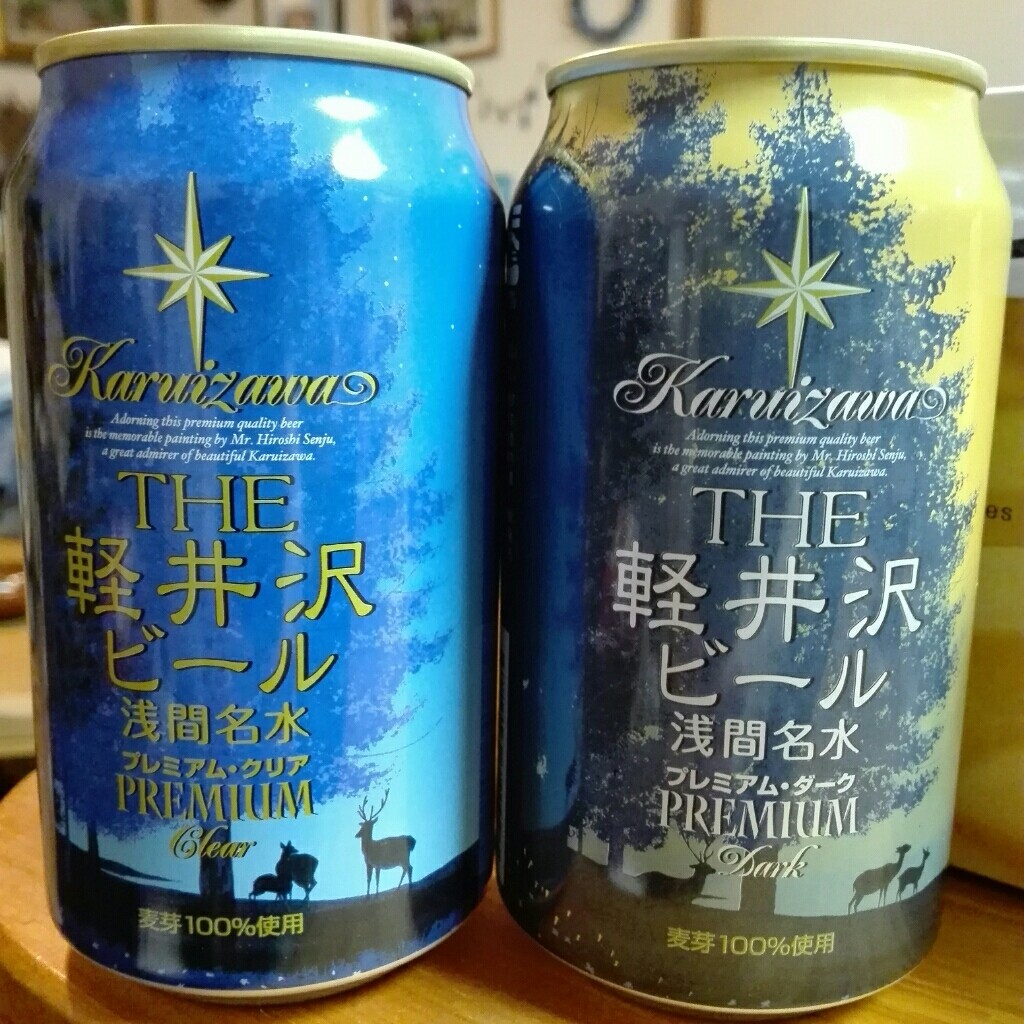 Karuizawa
Adorning this premium quality beer
is the memorable painting by Mr. Hiroshi Senju,
a great admirer of beautiful Karuizawa.
THE
軽井沢
ビール
浅間名水
プレミアム・クリア
PREMIUM
Clear
麦芽100%使用
Karuizawa
Adorning this premium quality beer
is the memorable painting by Mr. Hiroshi Senju,
a great admirer of beautiful Karuizawa.
THE
軽井沢
ビール
浅間名水
プレミアム・ダーク
PREMIUM
Dark
麦芽100%使用
es